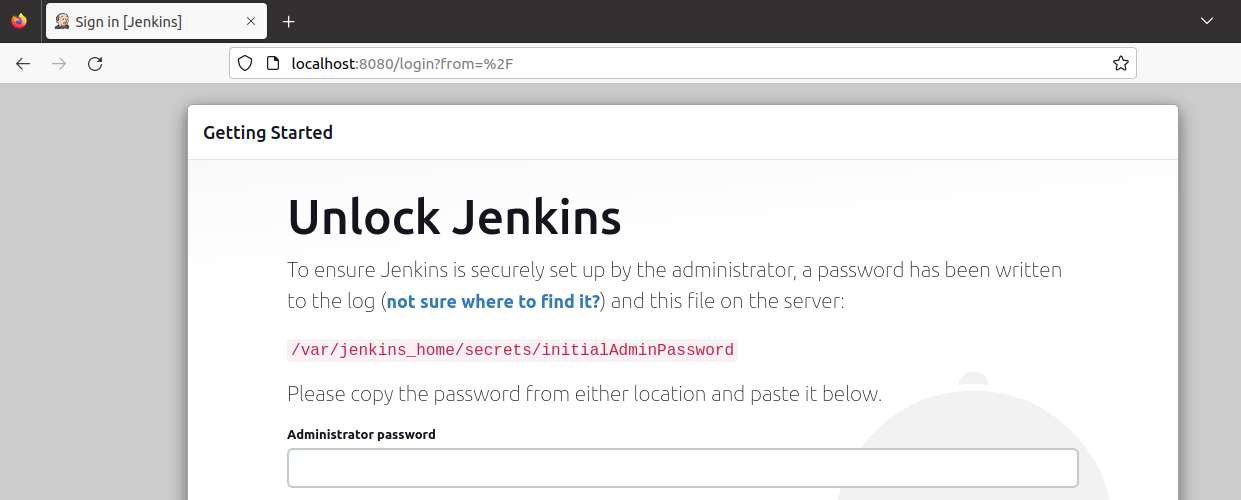 Sign in [Jenkins]
localhost:8080/login?from=%2F
Getting Started
Unlock Jenkins
To ensure Jenkins is securely set up by the administrator, a password has been written
to the log (not sure where to find it?) and this file on the server:
/var/jenkins_home/secrets/initialAdminPassword
Please copy the password from either location and paste it below.
Administrator password